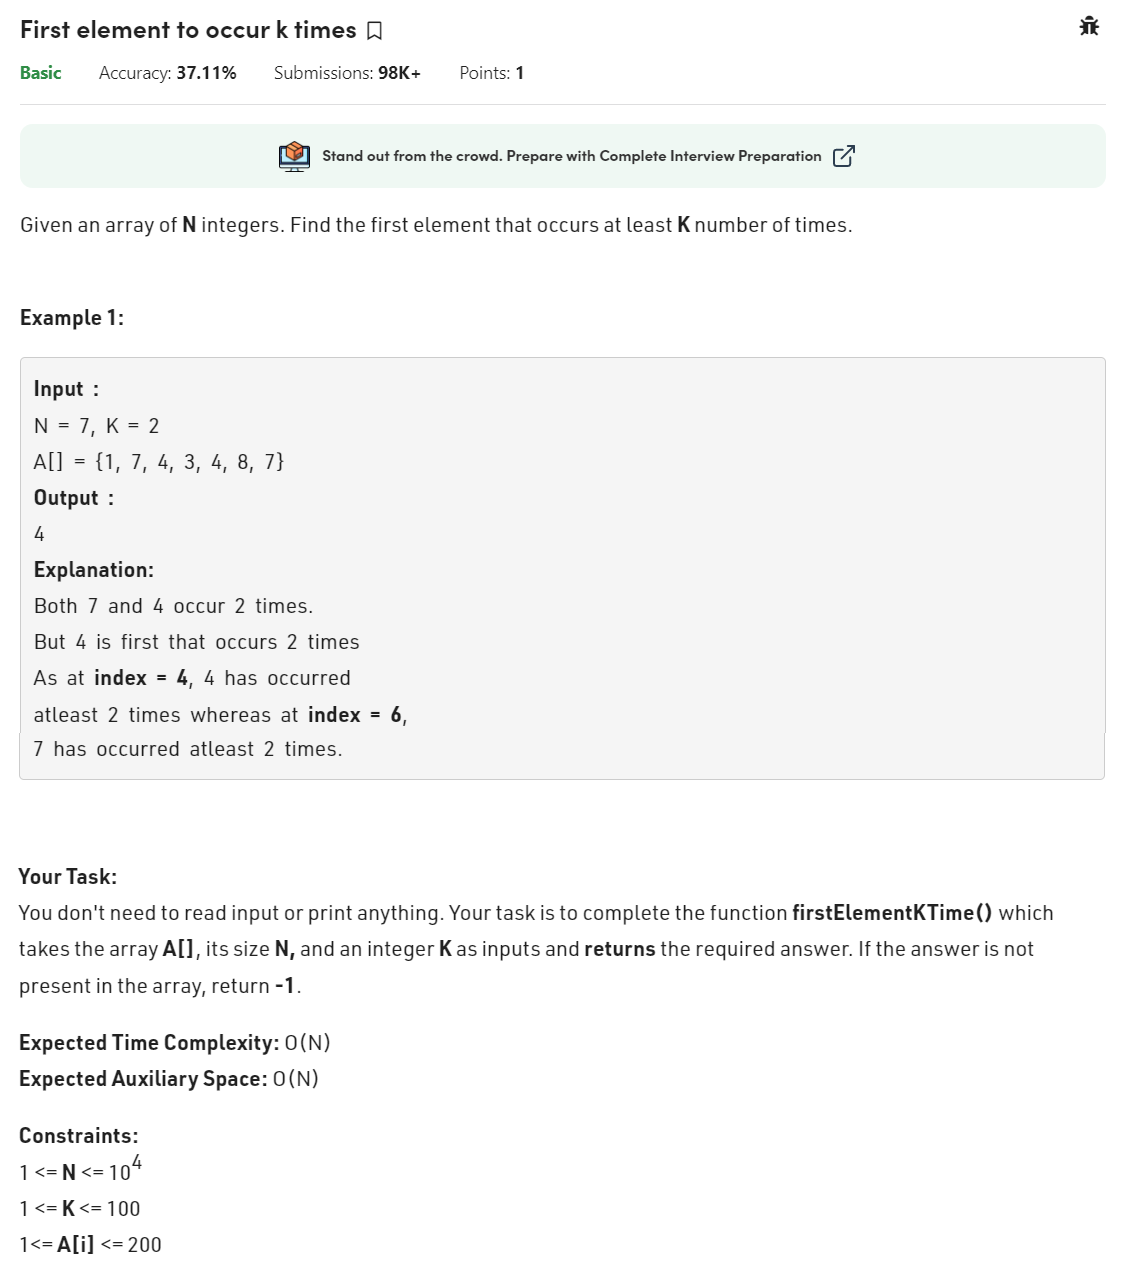 First element to occur k times
Basic Accuracy: 37.11% Submissions: 98K+ Points: 1
Stand out from the crowd. Prepare with Complete Interview Preparation
Given an array of N integers. Find the first element that occurs at least K number of times.
Example 1:
Input :
N = 7, K = 2
A[] = {1, 7, 4, 3, 4, 8, 7}
Output :
4
Explanation:
Both 7 and 4 occur 2 times.
But 4 is first that occurs 2 times
As at index = 4, 4 has occurred
atleast 2 times whereas at index = 6,
7 has occurred atleast 2 times.
Your Task:
You don't need to read input or print anything. Your task is to complete the function firstElementKTime() which
takes the array A[], its size N, and an integer K as inputs and returns the required answer. If the answer is not
present in the array, return -1.
Expected Time Complexity: O(N)
Expected Auxiliary Space: O(N)
Constraints:
1 <= N <= 10⁴
1 <= K <= 100
1<= A[i] <= 200